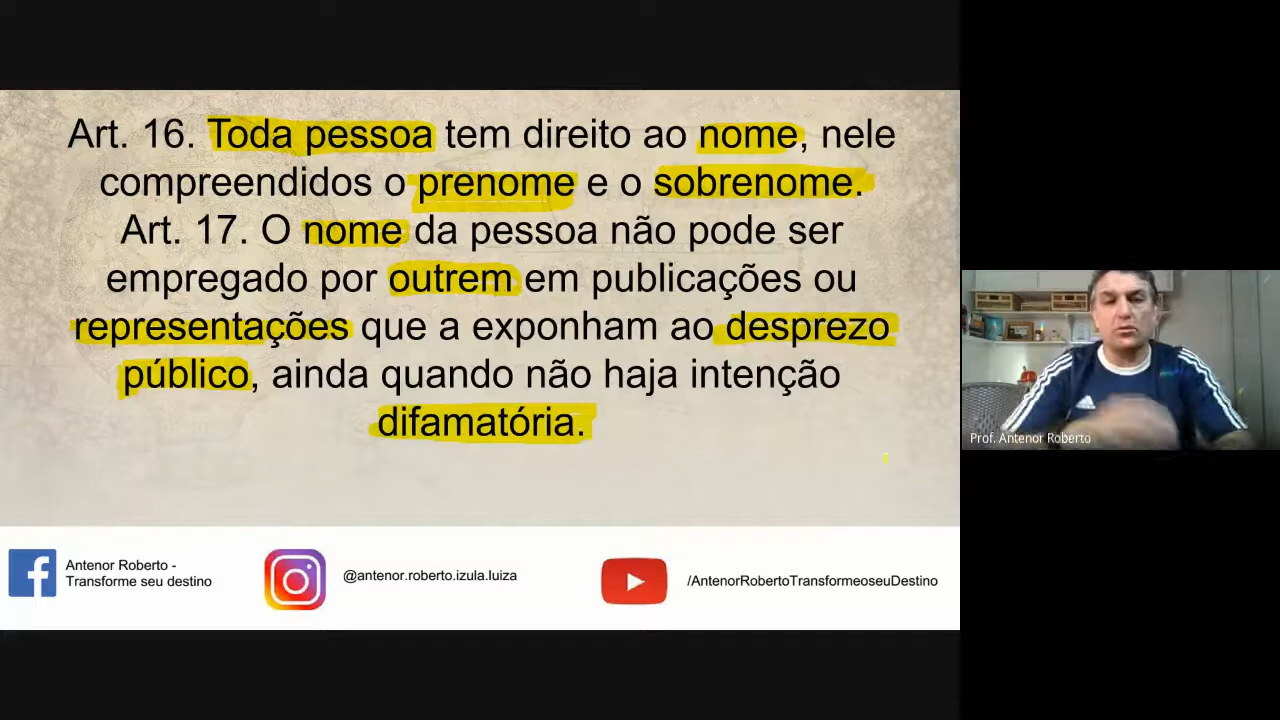 Art. 16. Toda pessoa tem direito ao nome, nele
compreendidos o prenome e o sobrenome.
Art. 17. O nome da pessoa não pode ser
empregado por outrem em publicações ou
representações que a exponham ao desprezo
público, ainda quando não haja intenção
difamatória.
Prof. Antenor Roberto
Antenor Roberto -
Transforme seu destino
@antenor.roberto.izula.luiza
/AntenorRobertoTransformeoseuDestino